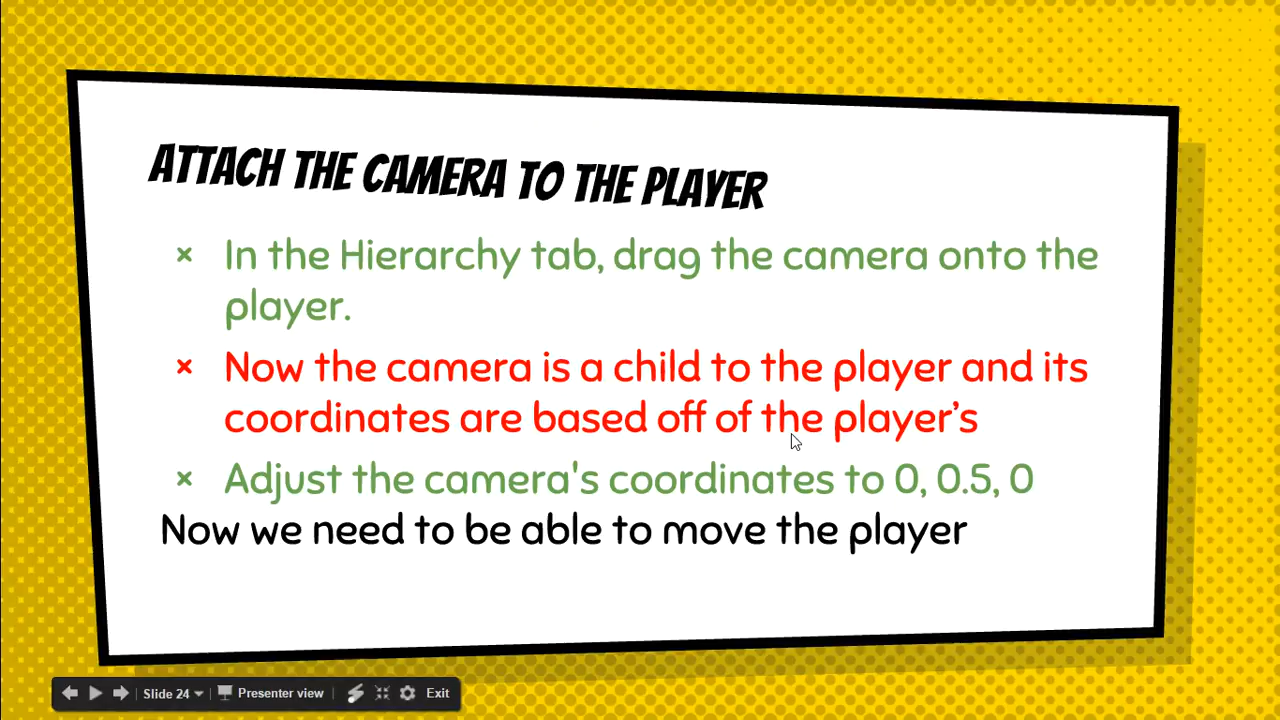 ATTACH THE CAMERA TO THE PLAYER
× In the Hierarchy tab, drag the camera onto the
player.
× Now the camera is a child to the player and its
coordinates are based off of the player’s
× Adjust the camera's coordinates to 0, 0.5, 0
Now we need to be able to move the player
Slide 24 Presenter view Exit